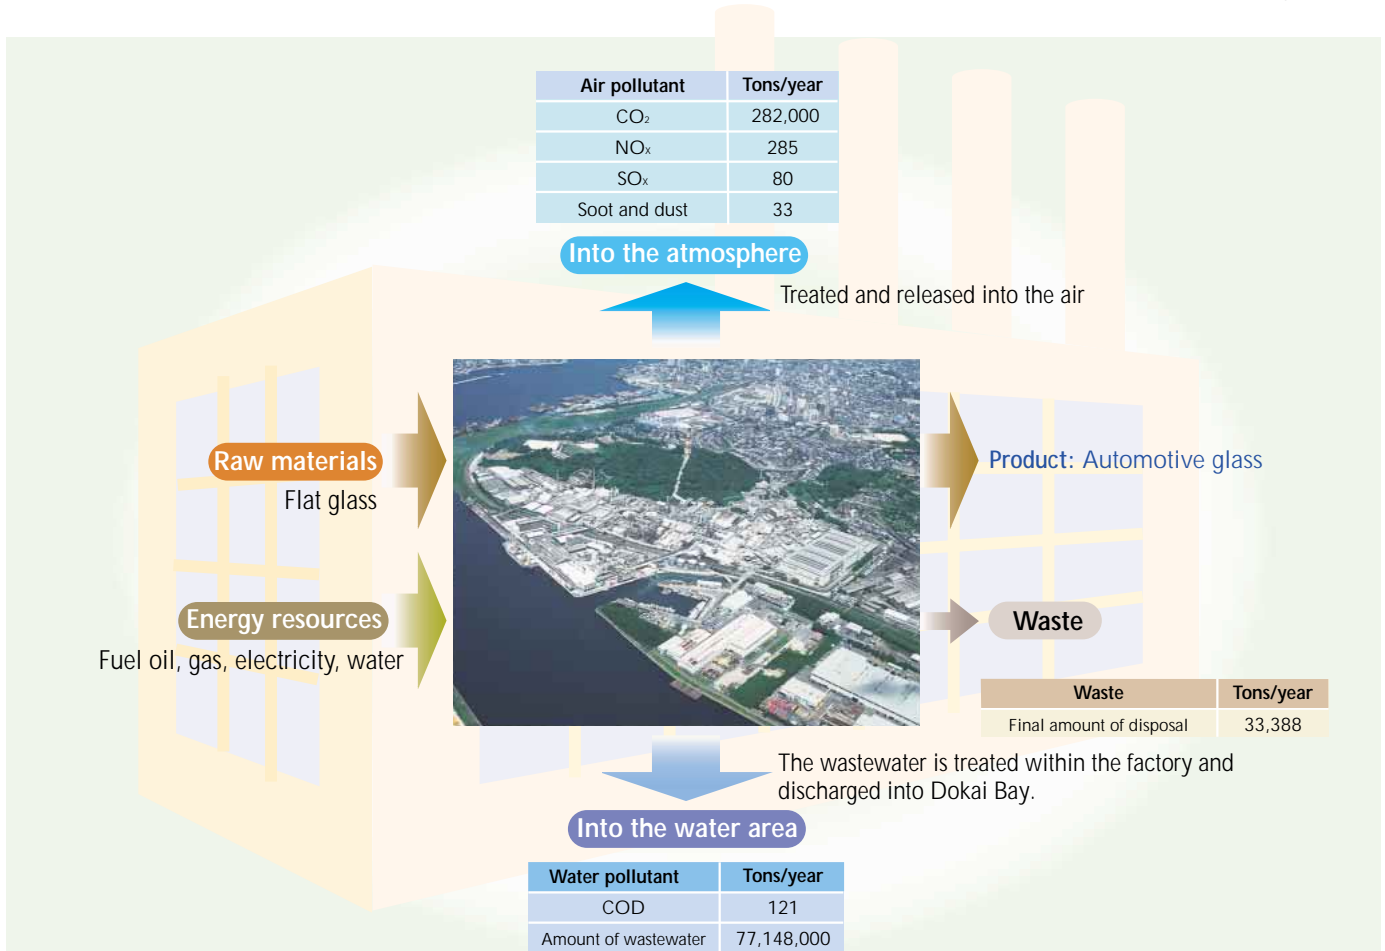 Air pollutant Tons/year
CO₂ 282,000
NOx 285
SOx 80
Soot and dust 33
Into the atmosphere
Treated and released into the air
Raw materials
Flat glass
Product: Automotive glass
Energy resources
Fuel oil, gas, electricity, water
Waste
Waste Tons/year
Final amount of disposal 33,388
The wastewater is treated within the factory and
discharged into Dokai Bay.
Into the water area
Water pollutant Tons/year
COD 121
Amount of wastewater 77,148,000